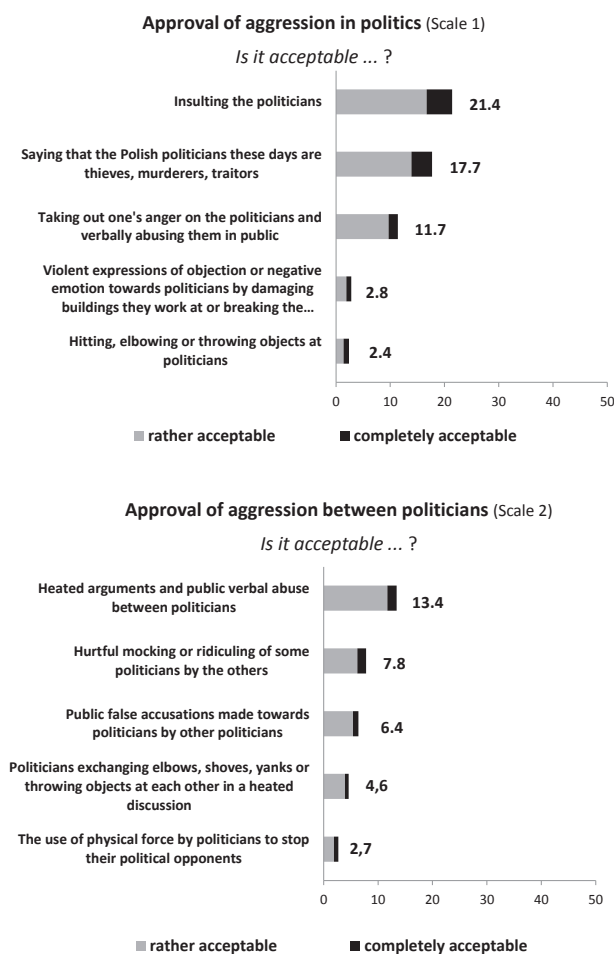 Approval of aggression in politics (Scale 1)
Is it acceptable ... ?
Insulting the politicians
21.4
Saying that the Polish politicians these days are
thieves, murderers, traitors
17.7
Taking out one's anger on the politicians and
verbally abusing them in public
11.7
Violent expressions of objection or negative
emotion towards politicians by damaging
buildings they work at or breaking the…
2.8
Hitting, elbowing or throwing objects at
politicians
2.4
0 10 20 30 40 50
rather acceptable completely acceptable
Approval of aggression between politicians (Scale 2)
Is it acceptable ... ?
Heated arguments and public verbal abuse
between politicians
13.4
Hurtful mocking or ridiculing of some
politicians by the others
7.8
Public false accusations made towards
politicians by other politicians
6.4
Politicians exchanging elbows, shoves, yanks or
throwing objects at each other in a heated
discussion
4,6
The use of physical force by politicians to stop
their political opponents
2,7
0 10 20 30 40 50
rather acceptable completely acceptable